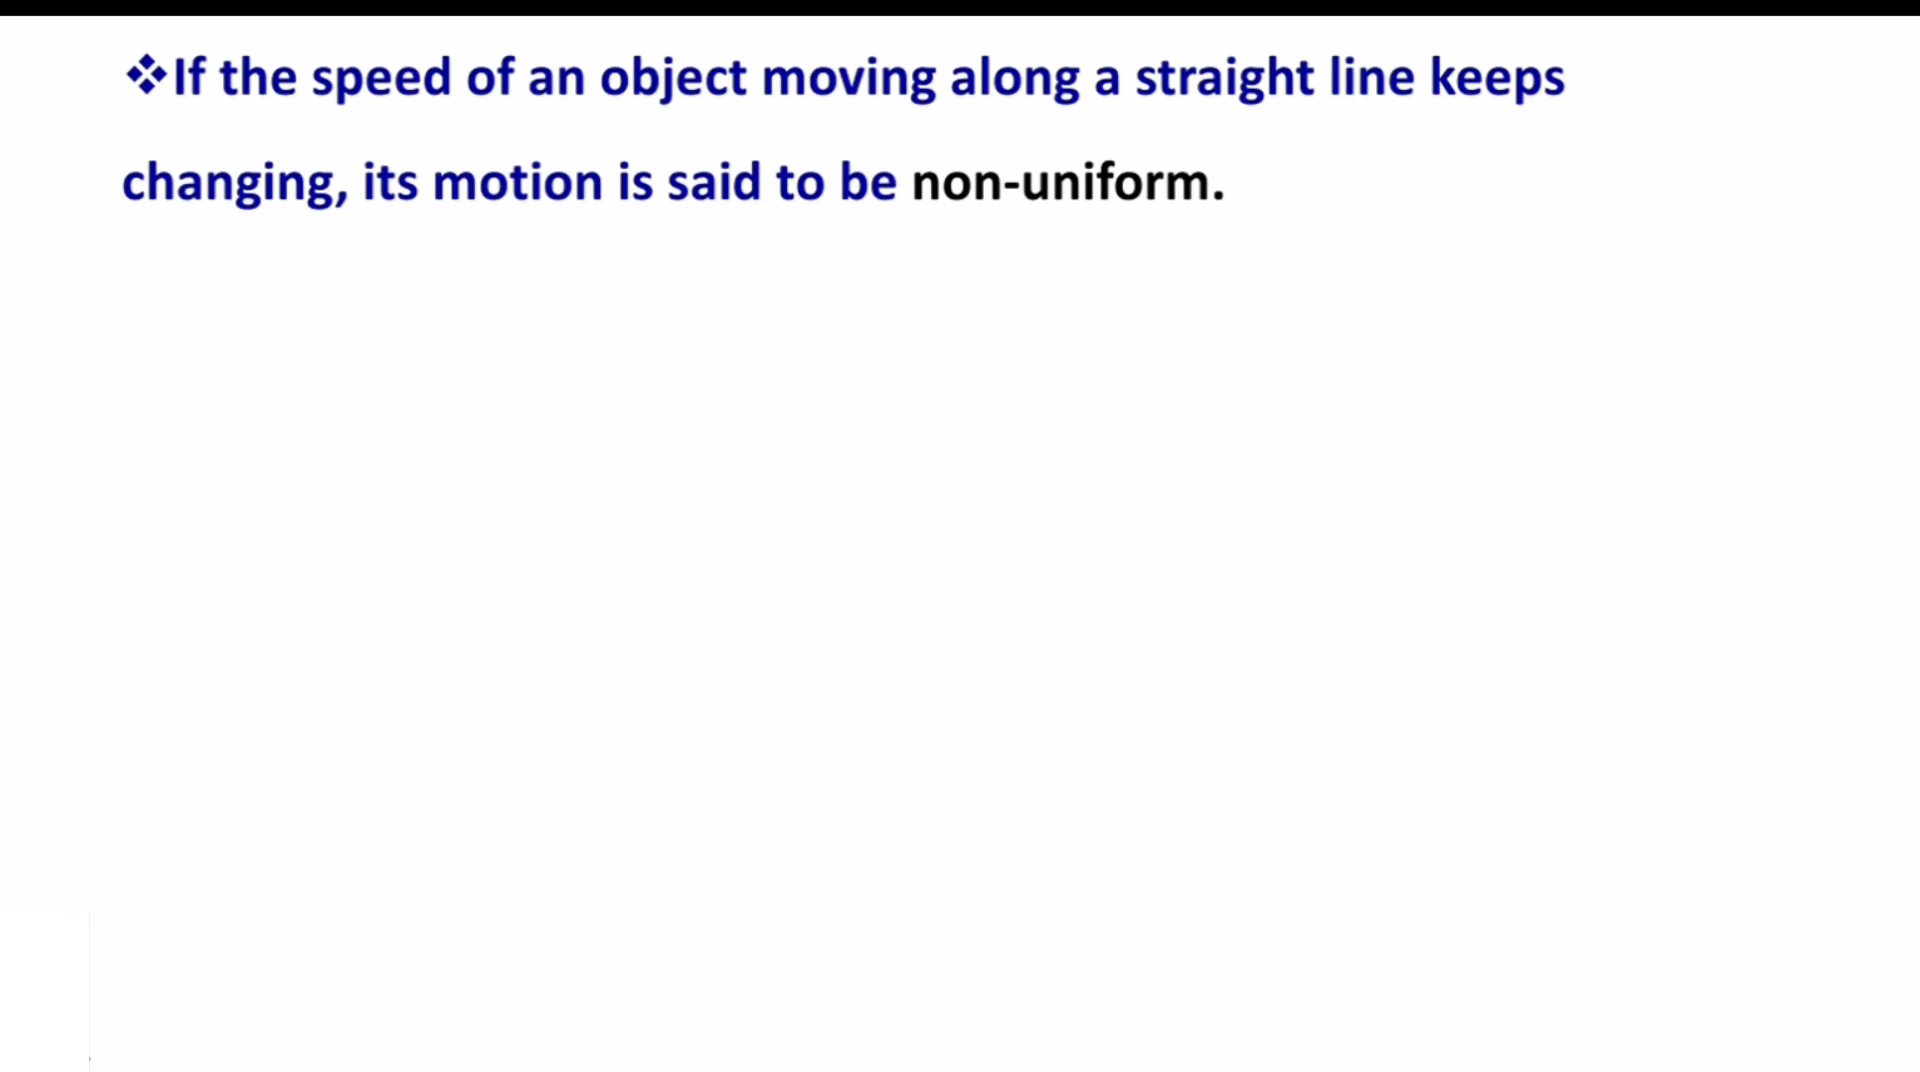 ❖If the speed of an object moving along a straight line keeps
changing, its motion is said to be non-uniform.